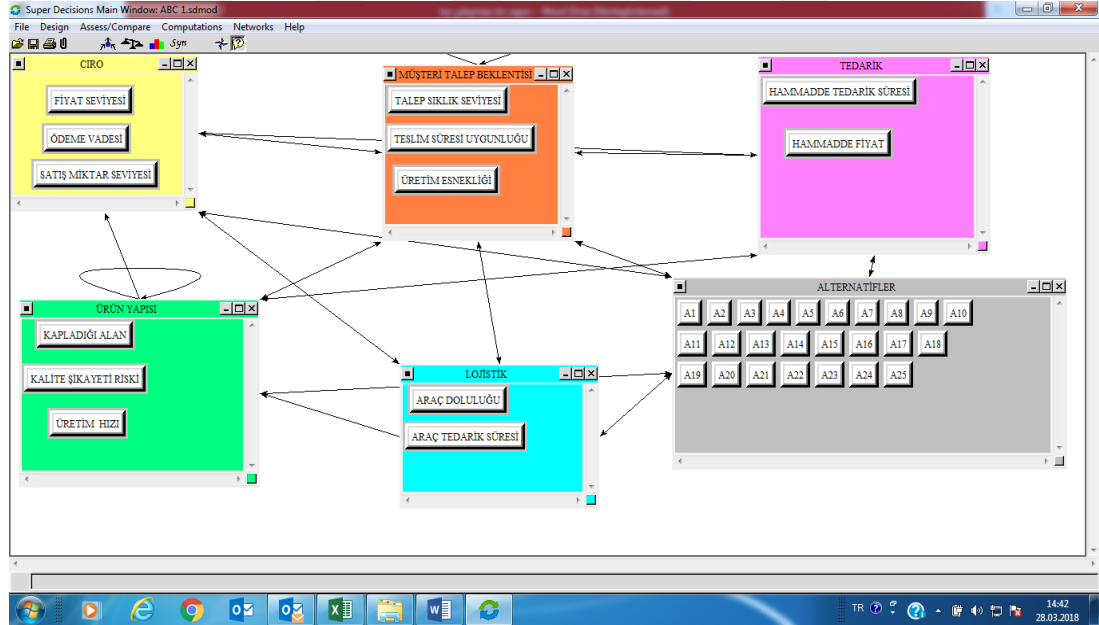 Super Decisions Main Window: ABC 1.sdmod
File Design Assess/Compare Computations Networks Help
Syn
CIRO
FİYAT SEVİYESİ
ÖDEME VADESİ
SATIŞ MİKTAR SEVİYESİ
MÜŞTERİ TALEP BEKLENTİSİ
TALEP SIKLIK SEVİYESİ
TESLİM SÜRESİ UYGUNLUĞU
ÜRETİM ESNEKLİĞİ
TEDARİK
HAMMADDE TEDARİK SÜRESİ
HAMMADDE FİYAT
ÜRÜN YAPISI
KAPLADIĞI ALAN
KALİTE ŞİKAYETİ RİSKİ
ÜRETİM HIZI
LOJİSTİK
ARAÇ DOLULUĞU
ARAÇ TEDARİK SÜRESİ
ALTERNATİFLER
A1 A2 A3 A4 A5 A6 A7 A8 A9 A10
A11 A12 A13 A14 A15 A16 A17 A18
A19 A20 A21 A22 A23 A24 A25
TR
14:42
28.03.2018